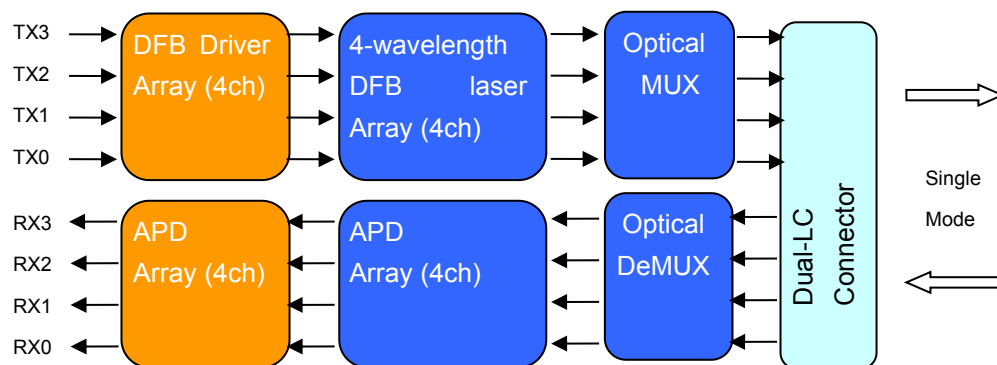 TX3
TX2
TX1
TX0
DFB Driver
Array (4ch)
4-wavelength
DFB laser
Array (4ch)
Optical
MUX
RX3
RX2
RX1
RX0
APD
Array (4ch)
APD
Array (4ch)
Optical
DeMUX
Dual-LC
Connector
Single
Mode